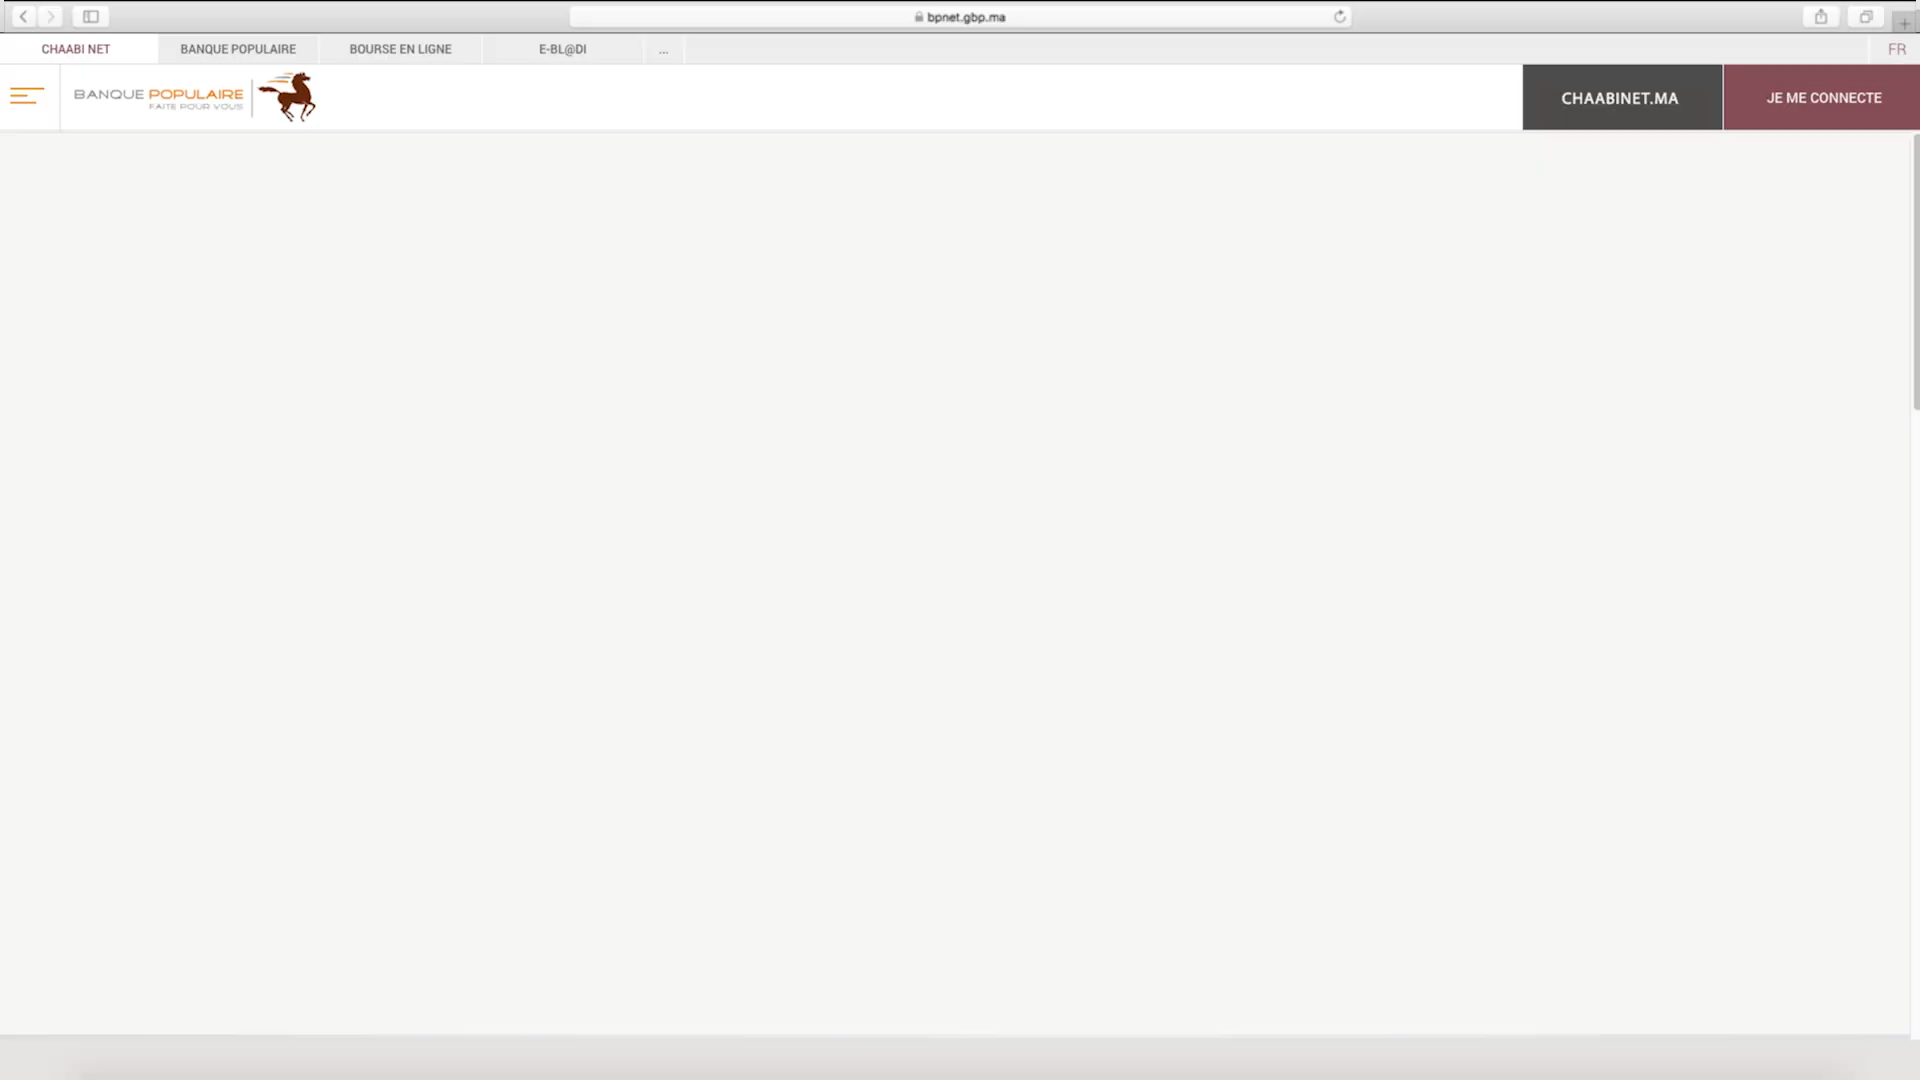 bpnet.gbp.ma
CHAABI NET
BANQUE POPULAIRE
BOURSE EN LIGNE
E-BL@DI
...
FR
BANQUE POPULAIRE
FAITE POUR VOUS
CHAABINET.MA
JE ME CONNECTE